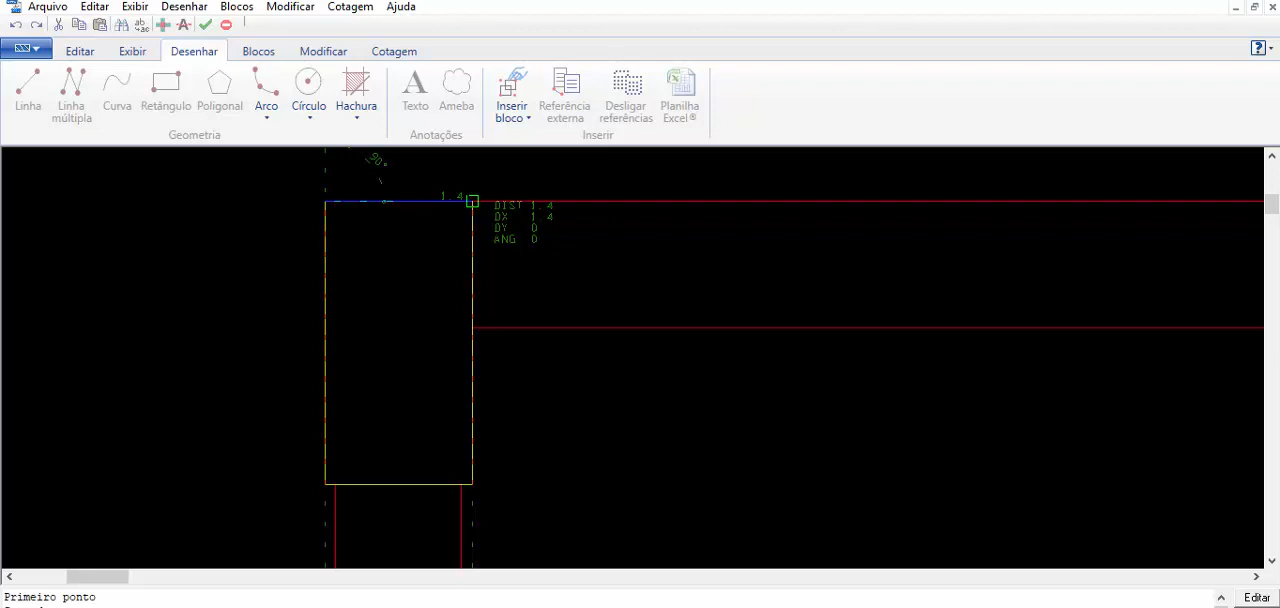 Arquivo Editar Exibir Desenhar Blocos Modificar Cotagem Ajuda
Editar Exibir Desenhar Blocos Modificar Cotagem
Linha Linha múltipla Curva Retângulo Poligonal Arco Círculo Hachura
Texto Ameba
Inserir bloco Referência externa Desligar referências Planilha Excel®
Geometria Anotações Inserir
90°
1.4
DIST 1.4
DX 1.4
DY 0
ANG 0
Primeiro ponto
Editar